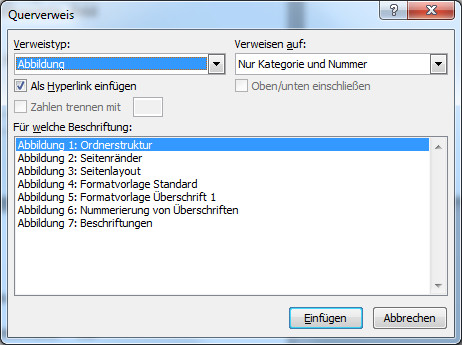 Querverweis
Verweistyp:
Verweisen auf:
Abbildung
Nur Kategorie und Nummer
Als Hyperlink einfügen
Oben/unten einschließen
Zahlen trennen mit
Für welche Beschriftung:
Abbildung 1: Ordnerstruktur
Abbildung 2: Seitenränder
Abbildung 3: Seitenlayout
Abbildung 4: Formatvorlage Standard
Abbildung 5: Formatvorlage Überschrift 1
Abbildung 6: Nummerierung von Überschriften
Abbildung 7: Beschriftungen
Einfügen
Abbrechen